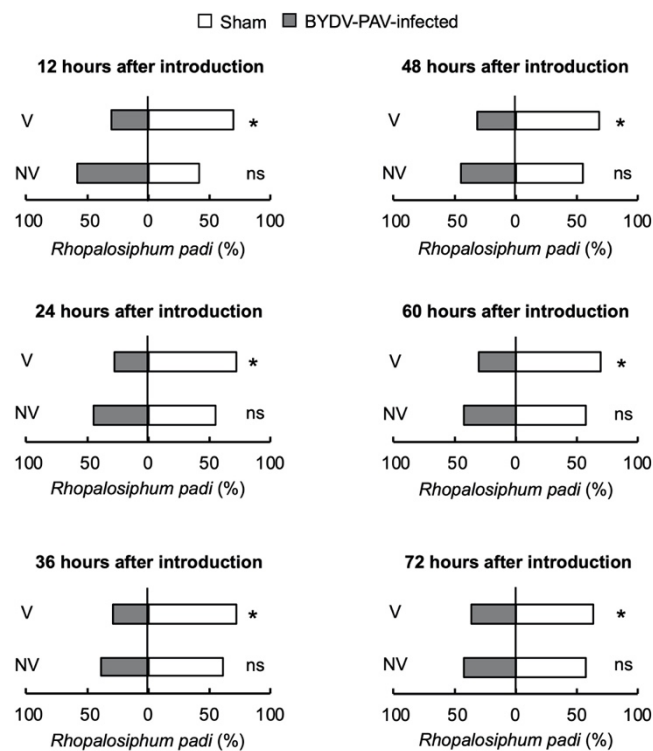 Sham BYDV-PAV-infected
12 hours after introduction
V *
NV ns
100 50 0 50 100
Rhopalosiphum padi (%)
48 hours after introduction
V *
NV ns
100 50 0 50 100
Rhopalosiphum padi (%)
24 hours after introduction
V *
NV ns
100 50 0 50 100
Rhopalosiphum padi (%)
60 hours after introduction
V *
NV ns
100 50 0 50 100
Rhopalosiphum padi (%)
36 hours after introduction
V *
NV ns
100 50 0 50 100
Rhopalosiphum padi (%)
72 hours after introduction
V *
NV ns
100 50 0 50 100
Rhopalosiphum padi (%)